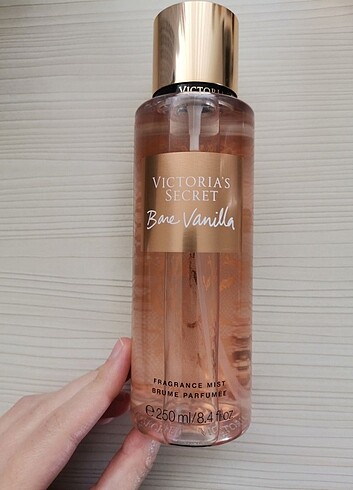 VICTORIA'S
SECRET
Bare Vanilla
FRAGRANCE MIST
BRUME PARFUMÉE
℮ 250 ml/8.4 fl oz